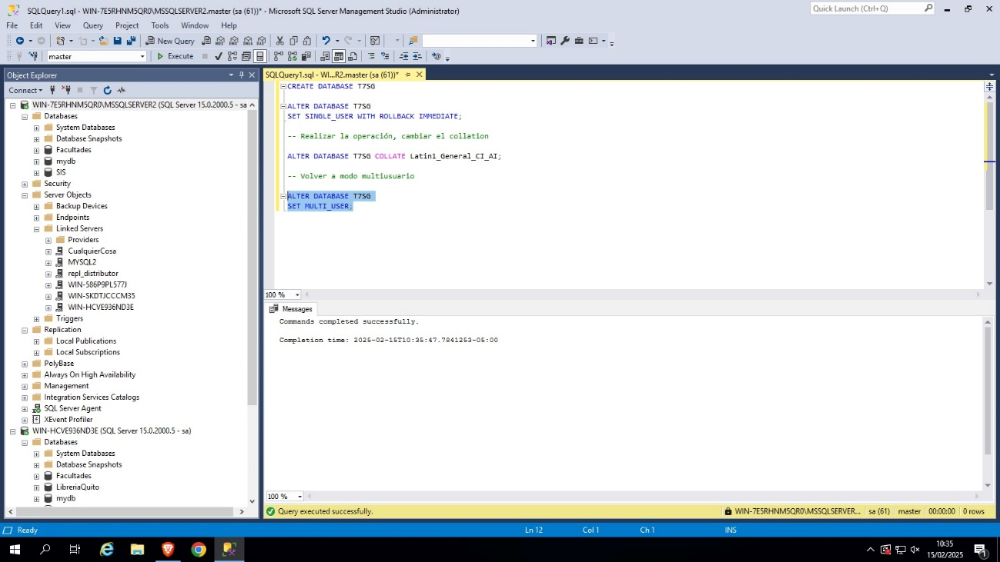 SQLQuery1.sql - WIN-7E5RHNM5QR0\MSSQLSERVER2.master (sa (61))* - Microsoft SQL Server Management Studio (Administrator)
Quick Launch (Ctrl+Q)
File Edit View Query Project Tools Window Help
New Query
master
Execute
Object Explorer
Connect
WIN-7E5RHNM5QR0\MSSQLSERVER2 (SQL Server 15.0.2000.5 - sa
Databases
System Databases
Database Snapshots
Facultades
mydb
SIS
Security
Server Objects
Backup Devices
Endpoints
Linked Servers
Providers
CualquierCosa
MYSQL2
repl_distributor
WIN-586P9PL577J
WIN-SKDTJCCCM35
WIN-HCVE936ND3E
Triggers
Replication
Local Publications
Local Subscriptions
PolyBase
Always On High Availability
Management
Integration Services Catalogs
SQL Server Agent
XEvent Profiler
WIN-HCVE936ND3E (SQL Server 15.0.2000.5 - sa)
Databases
System Databases
Database Snapshots
Facultades
LibreriaQuito
mydb
SQLQuery1.sql - WI...R2.master (sa (61))*
CREATE DATABASE T7SG
ALTER DATABASE T7SG
SET SINGLE_USER WITH ROLLBACK IMMEDIATE;
-- Realizar la operación, cambiar el collation
ALTER DATABASE T7SG COLLATE Latin1_General_CI_AI;
-- Volver a modo multiusuario
ALTER DATABASE T7SG
SET MULTI_USER;
100 %
Messages
Commands completed successfully.
Completion time: 2025-02-15T10:35:47.7841253-05:00
100 %
Query executed successfully.
WIN-7E5RHNM5QR0\MSSQLSERVER... sa (61) master 00:00:00 0 rows
Ready
Ln 12 Col 1 Ch 1 INS
10:35
15/02/2025
1